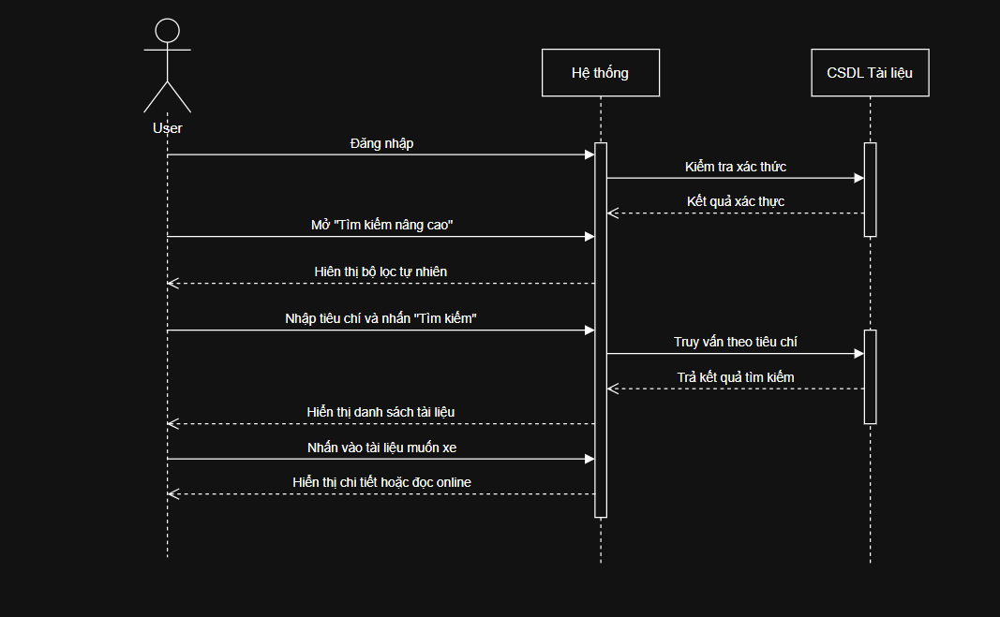 Hệ thống
CSDL Tài liệu
User
Đăng nhập
Kiểm tra xác thức
Kết quả xác thực
Mở "Tìm kiếm nâng cao"
Hiên thị bộ lọc tự nhiên
Nhập tiêu chí và nhấn "Tìm kiếm"
Truy vấn theo tiêu chí
Trả kết quả tìm kiếm
Hiển thị danh sách tài liệu
Nhấn vào tài liệu muốn xe
Hiển thị chi tiết hoặc đọc online